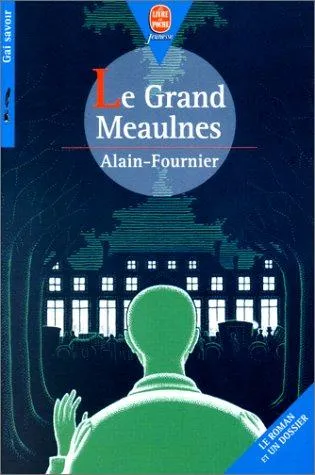 Gai savoir
LE LIVRE DE POCHE
Jeunesse
Le Grand
Meaulnes
Alain-Fournier
LE ROMAN
ET UN DOSSIER